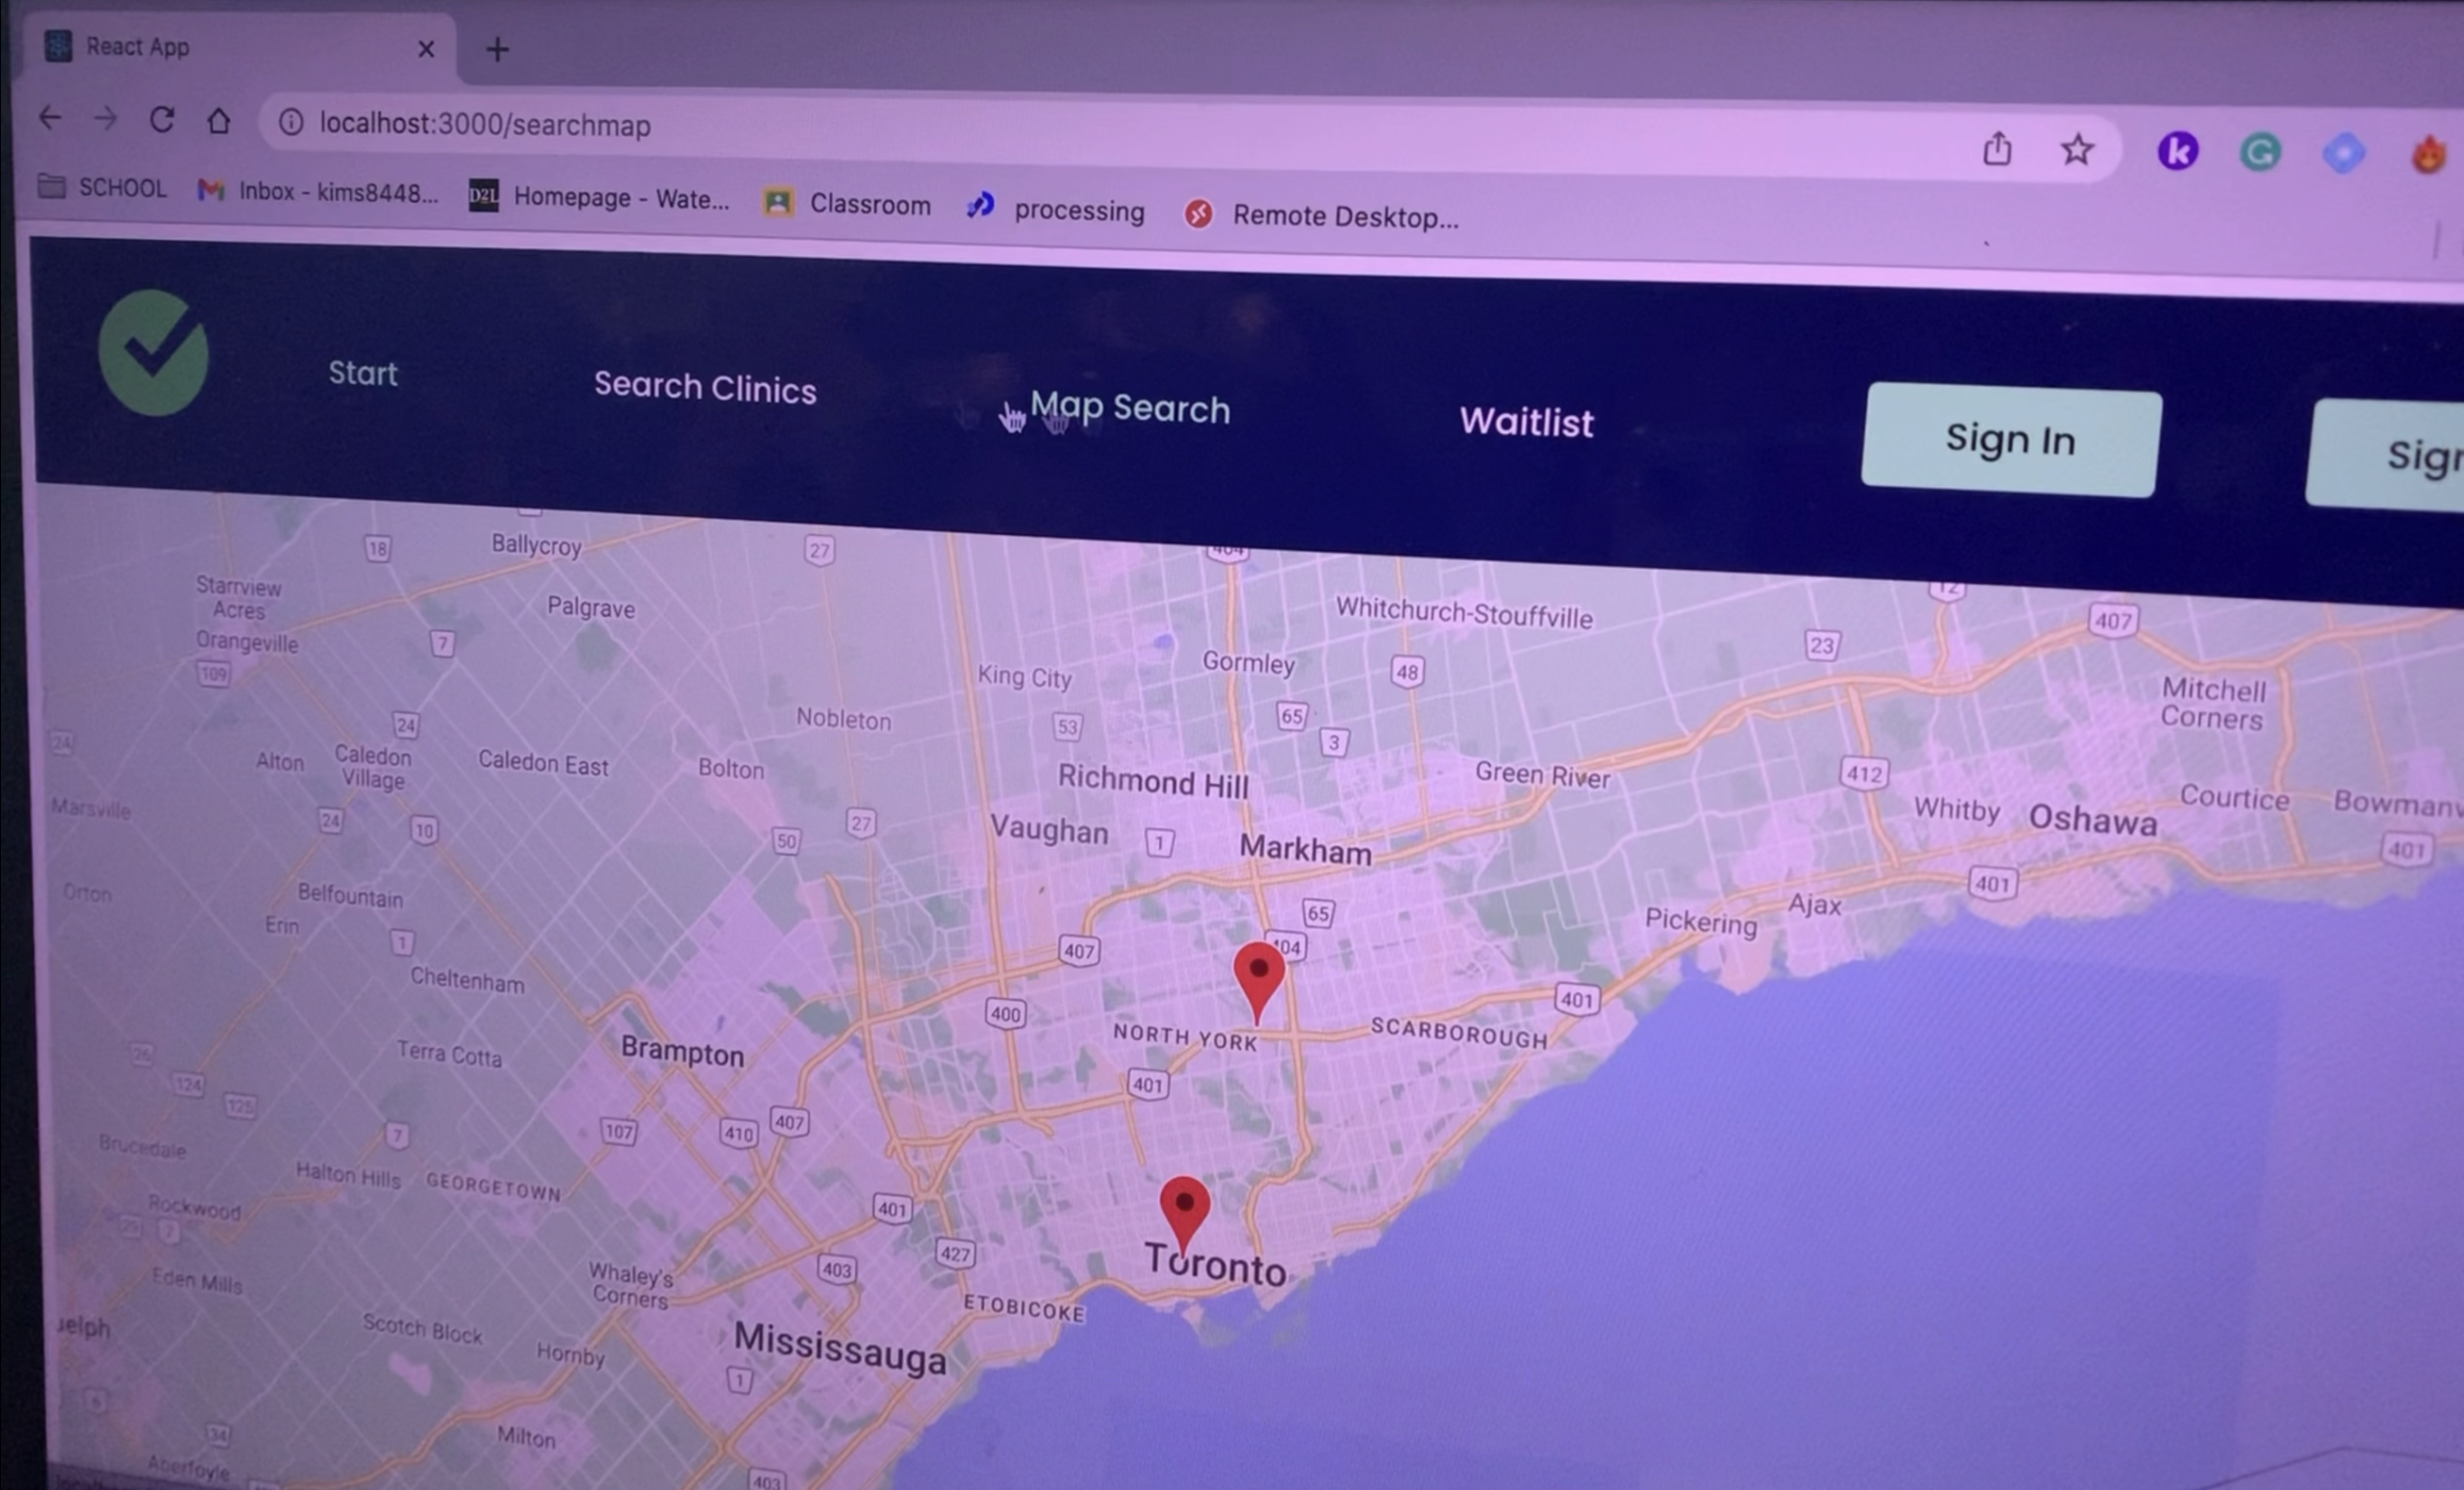 React App
localhost:3000/searchmap
SCHOOL Inbox - kims8448... D2L Homepage - Wate... Classroom processing Remote Desktop...
Start Search Clinics Map Search Waitlist Sign In
18 Ballycroy 27 404
Starrview
Acres
Palgrave Whitchurch-Stouffville 12 407
Orangeville 7 23
109 King City Gormley 48
Mitchell
Corners
24 Nobleton 53 65 3
24 Alton Caledon
Village
Caledon East Bolton Richmond Hill Green River 412
Marsville 24 10 50 27 Vaughan 1 Markham Whitby Oshawa Courtice
401
Orton Belfountain 65 Pickering Ajax 401
Erin 1 407 404
Cheltenham 400 401
NORTH YORK SCARBOROUGH
26 Terra Cotta Brampton
124 125 401
7 107 410 407
Brucedale
Halton Hills GEORGETOWN
Rockwood 401
29 7 427 Toronto
Eden Mills Whaley's
Corners
403 ETOBICOKE
Scotch Block Hornby Mississauga
1
34 Milton
Aberfoyle 403